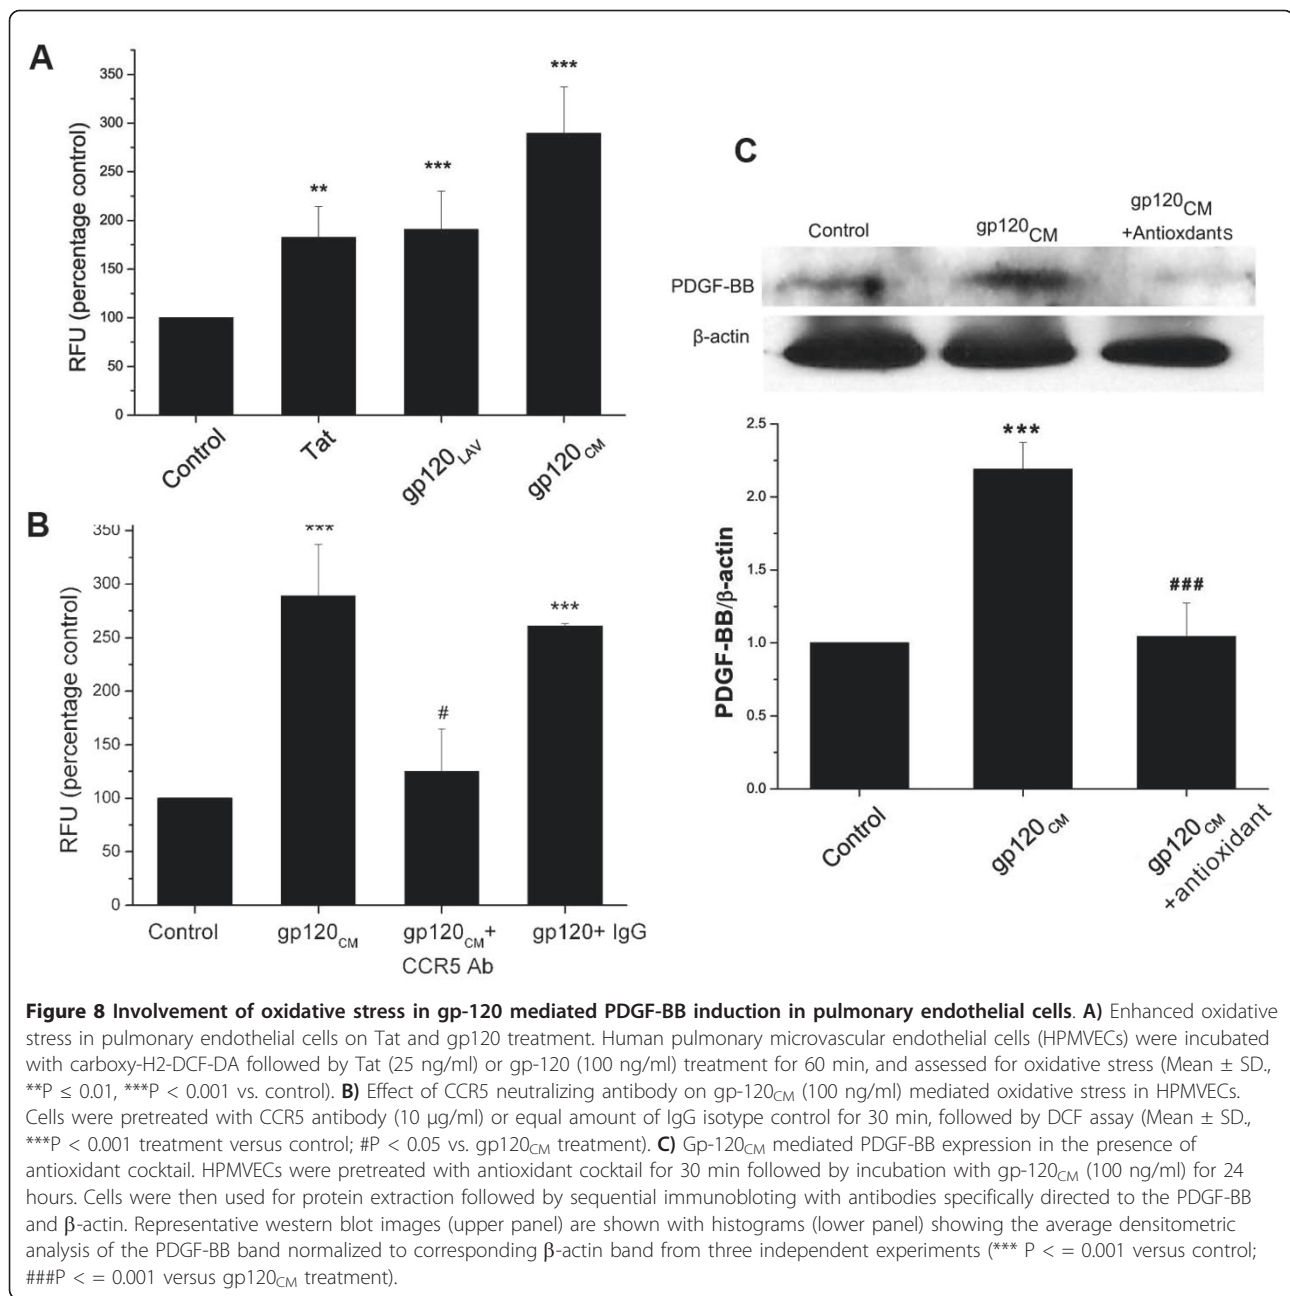 A
***
350
300
250
200
150
100
50
0
RFU (percentage control)
**
***
Control
Tat
gp120LAV
gp120CM
B
***
350
300
250
200
150
100
50
0
RFU (percentage control)
#
***
Control
gp120CM
gp120CM+
CCR5 Ab
gp120+ IgG
C
Control
gp120CM
gp120CM
+Antioxdants
PDGF-BB
β-actin
2.5
2.0
1.5
1.0
0.5
0.0
PDGF-BB/β-actin
***
###
Control
gp120CM
gp120CM
+antioxidant
Figure 8 Involvement of oxidative stress in gp-120 mediated PDGF-BB induction in pulmonary endothelial cells. A) Enhanced oxidative
stress in pulmonary endothelial cells on Tat and gp120 treatment. Human pulmonary microvascular endothelial cells (HPMVECs) were incubated
with carboxy-H2-DCF-DA followed by Tat (25 ng/ml) or gp-120 (100 ng/ml) treatment for 60 min, and assessed for oxidative stress (Mean ± SD.,
**P ≤ 0.01, ***P < 0.001 vs. control). B) Effect of CCR5 neutralizing antibody on gp-120CM (100 ng/ml) mediated oxidative stress in HPMVECs.
Cells were pretreated with CCR5 antibody (10 μg/ml) or equal amount of IgG isotype control for 30 min, followed by DCF assay (Mean ± SD.,
***P < 0.001 treatment versus control; #P < 0.05 vs. gp120CM treatment). C) Gp-120CM mediated PDGF-BB expression in the presence of
antioxidant cocktail. HPMVECs were pretreated with antioxidant cocktail for 30 min followed by incubation with gp-120CM (100 ng/ml) for 24
hours. Cells were then used for protein extraction followed by sequential immunobloting with antibodies specifically directed to the PDGF-BB
and β-actin. Representative western blot images (upper panel) are shown with histograms (lower panel) showing the average densitometric
analysis of the PDGF-BB band normalized to corresponding β-actin band from three independent experiments (*** P < = 0.001 versus control;
###P < = 0.001 versus gp120CM treatment).